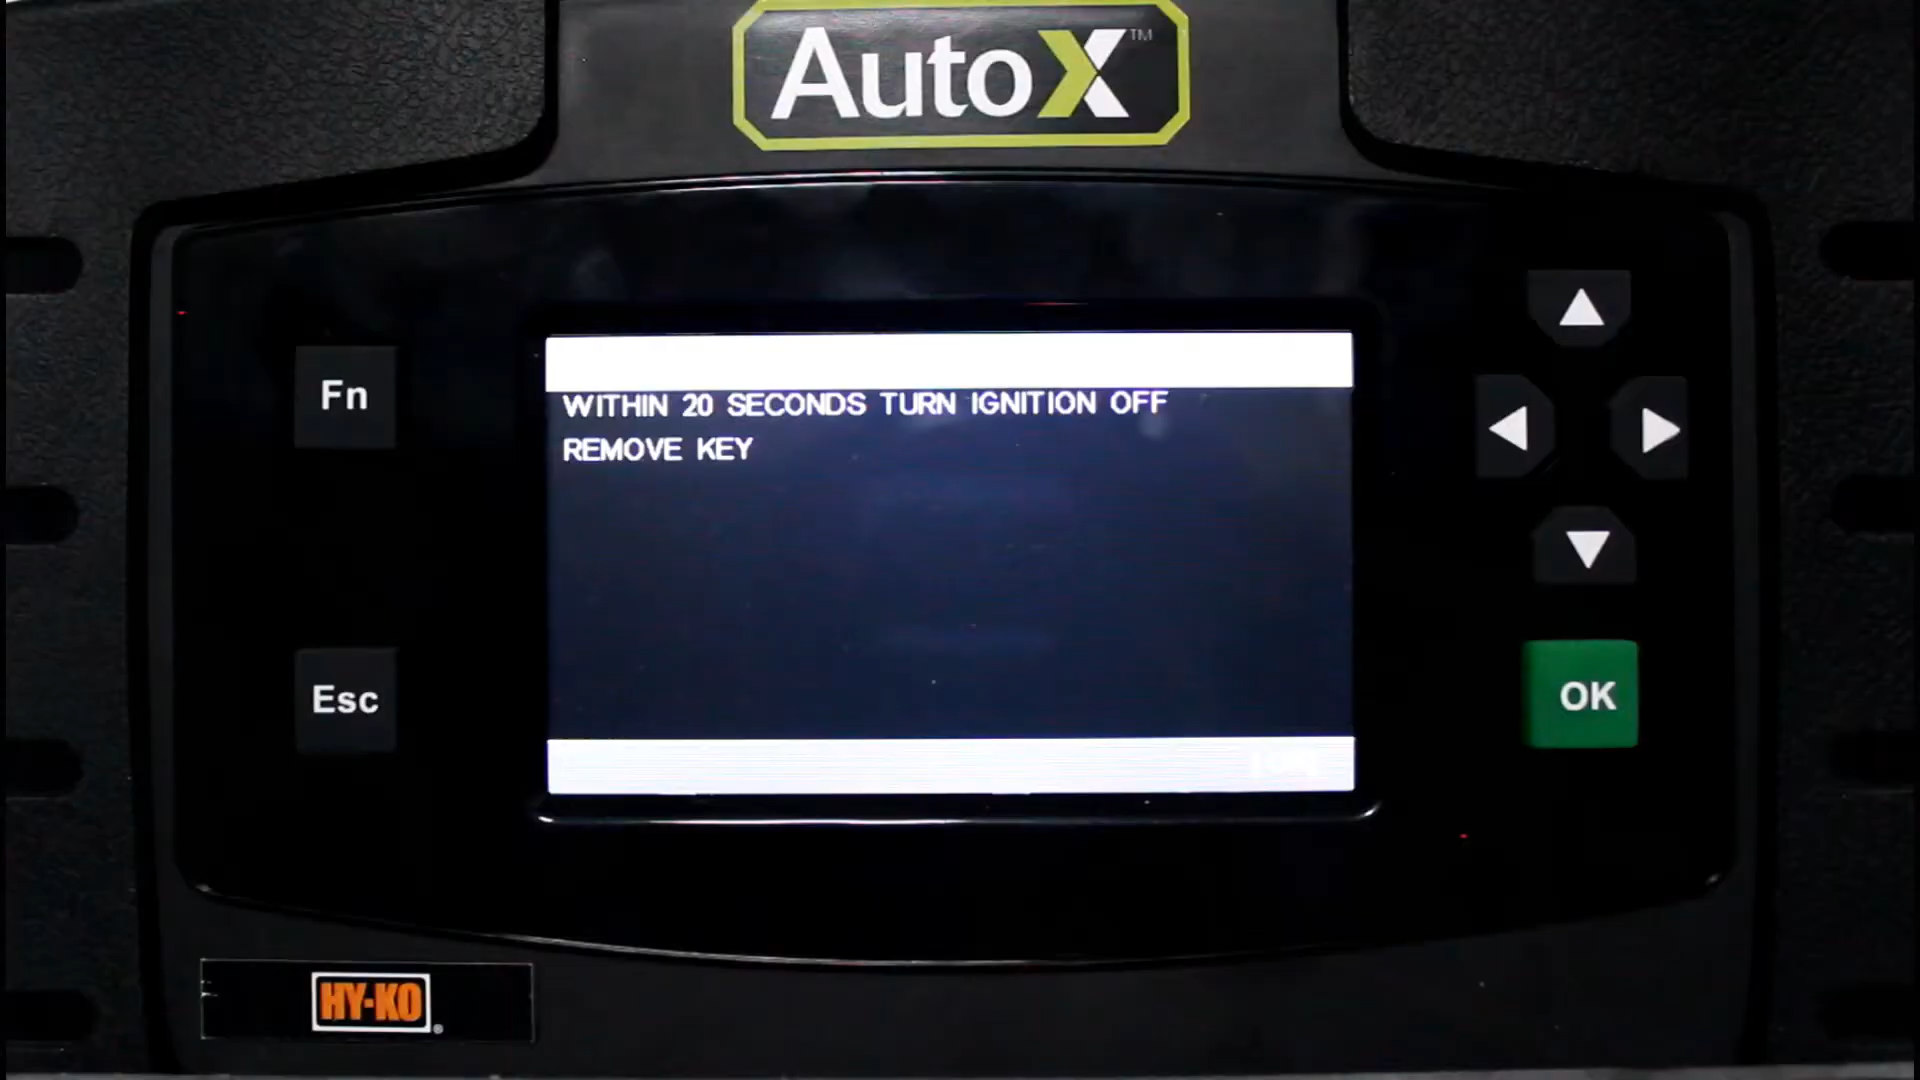 AutoX™
WITHIN 20 SECONDS TURN IGNITION OFF
REMOVE KEY
Fn
Esc
OK
HY-KO®